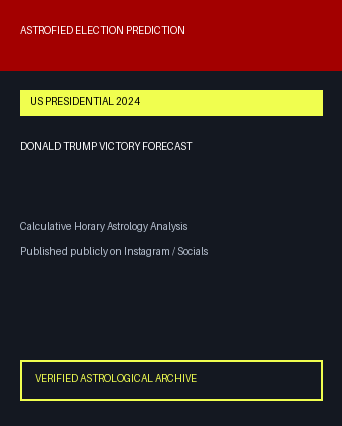 ASTROFIED ELECTION PREDICTION
US PRESIDENTIAL 2024
DONALD TRUMP VICTORY FORECAST
Calculative Horary Astrology Analysis
Published publicly on Instagram / Socials
VERIFIED ASTROLOGICAL ARCHIVE